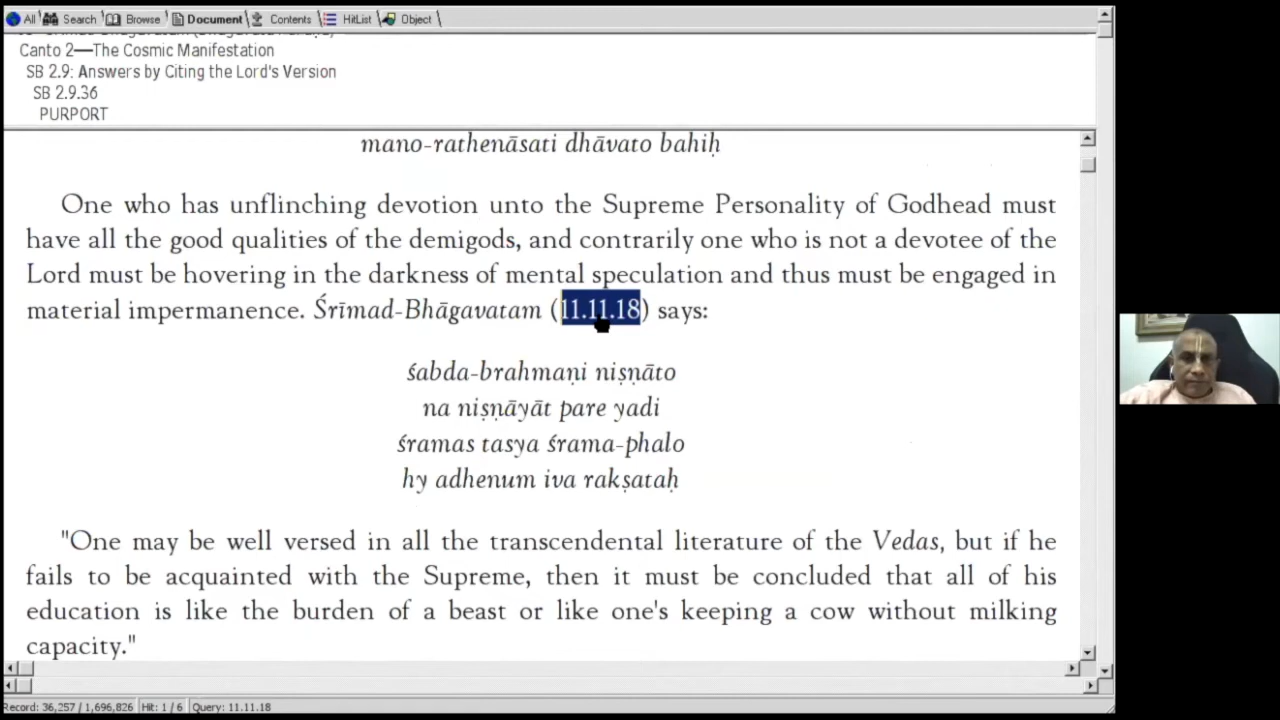 All Search Browse Document Contents HitList Object
Canto 2—The Cosmic Manifestation
SB 2.9: Answers by Citing the Lord's Version
SB 2.9.36
PURPORT
mano-rathenāsati dhāvato bahiḥ
One who has unflinching devotion unto the Supreme Personality of Godhead must
have all the good qualities of the demigods, and contrarily one who is not a devotee of the
Lord must be hovering in the darkness of mental speculation and thus must be engaged in
material impermanence. Śrīmad-Bhāgavatam (11.11.18) says:
śabda-brahmaṇi niṣṇāto
na niṣṇāyāt pare yadi
śramas tasya śrama-phalo
hy adhenum iva rakṣataḥ
"One may be well versed in all the transcendental literature of the Vedas, but if he
fails to be acquainted with the Supreme, then it must be concluded that all of his
education is like the burden of a beast or like one's keeping a cow without milking
capacity."
Record: 36,257 / 1,696,826 Hit: 1 / 6 Query: 11.11.18